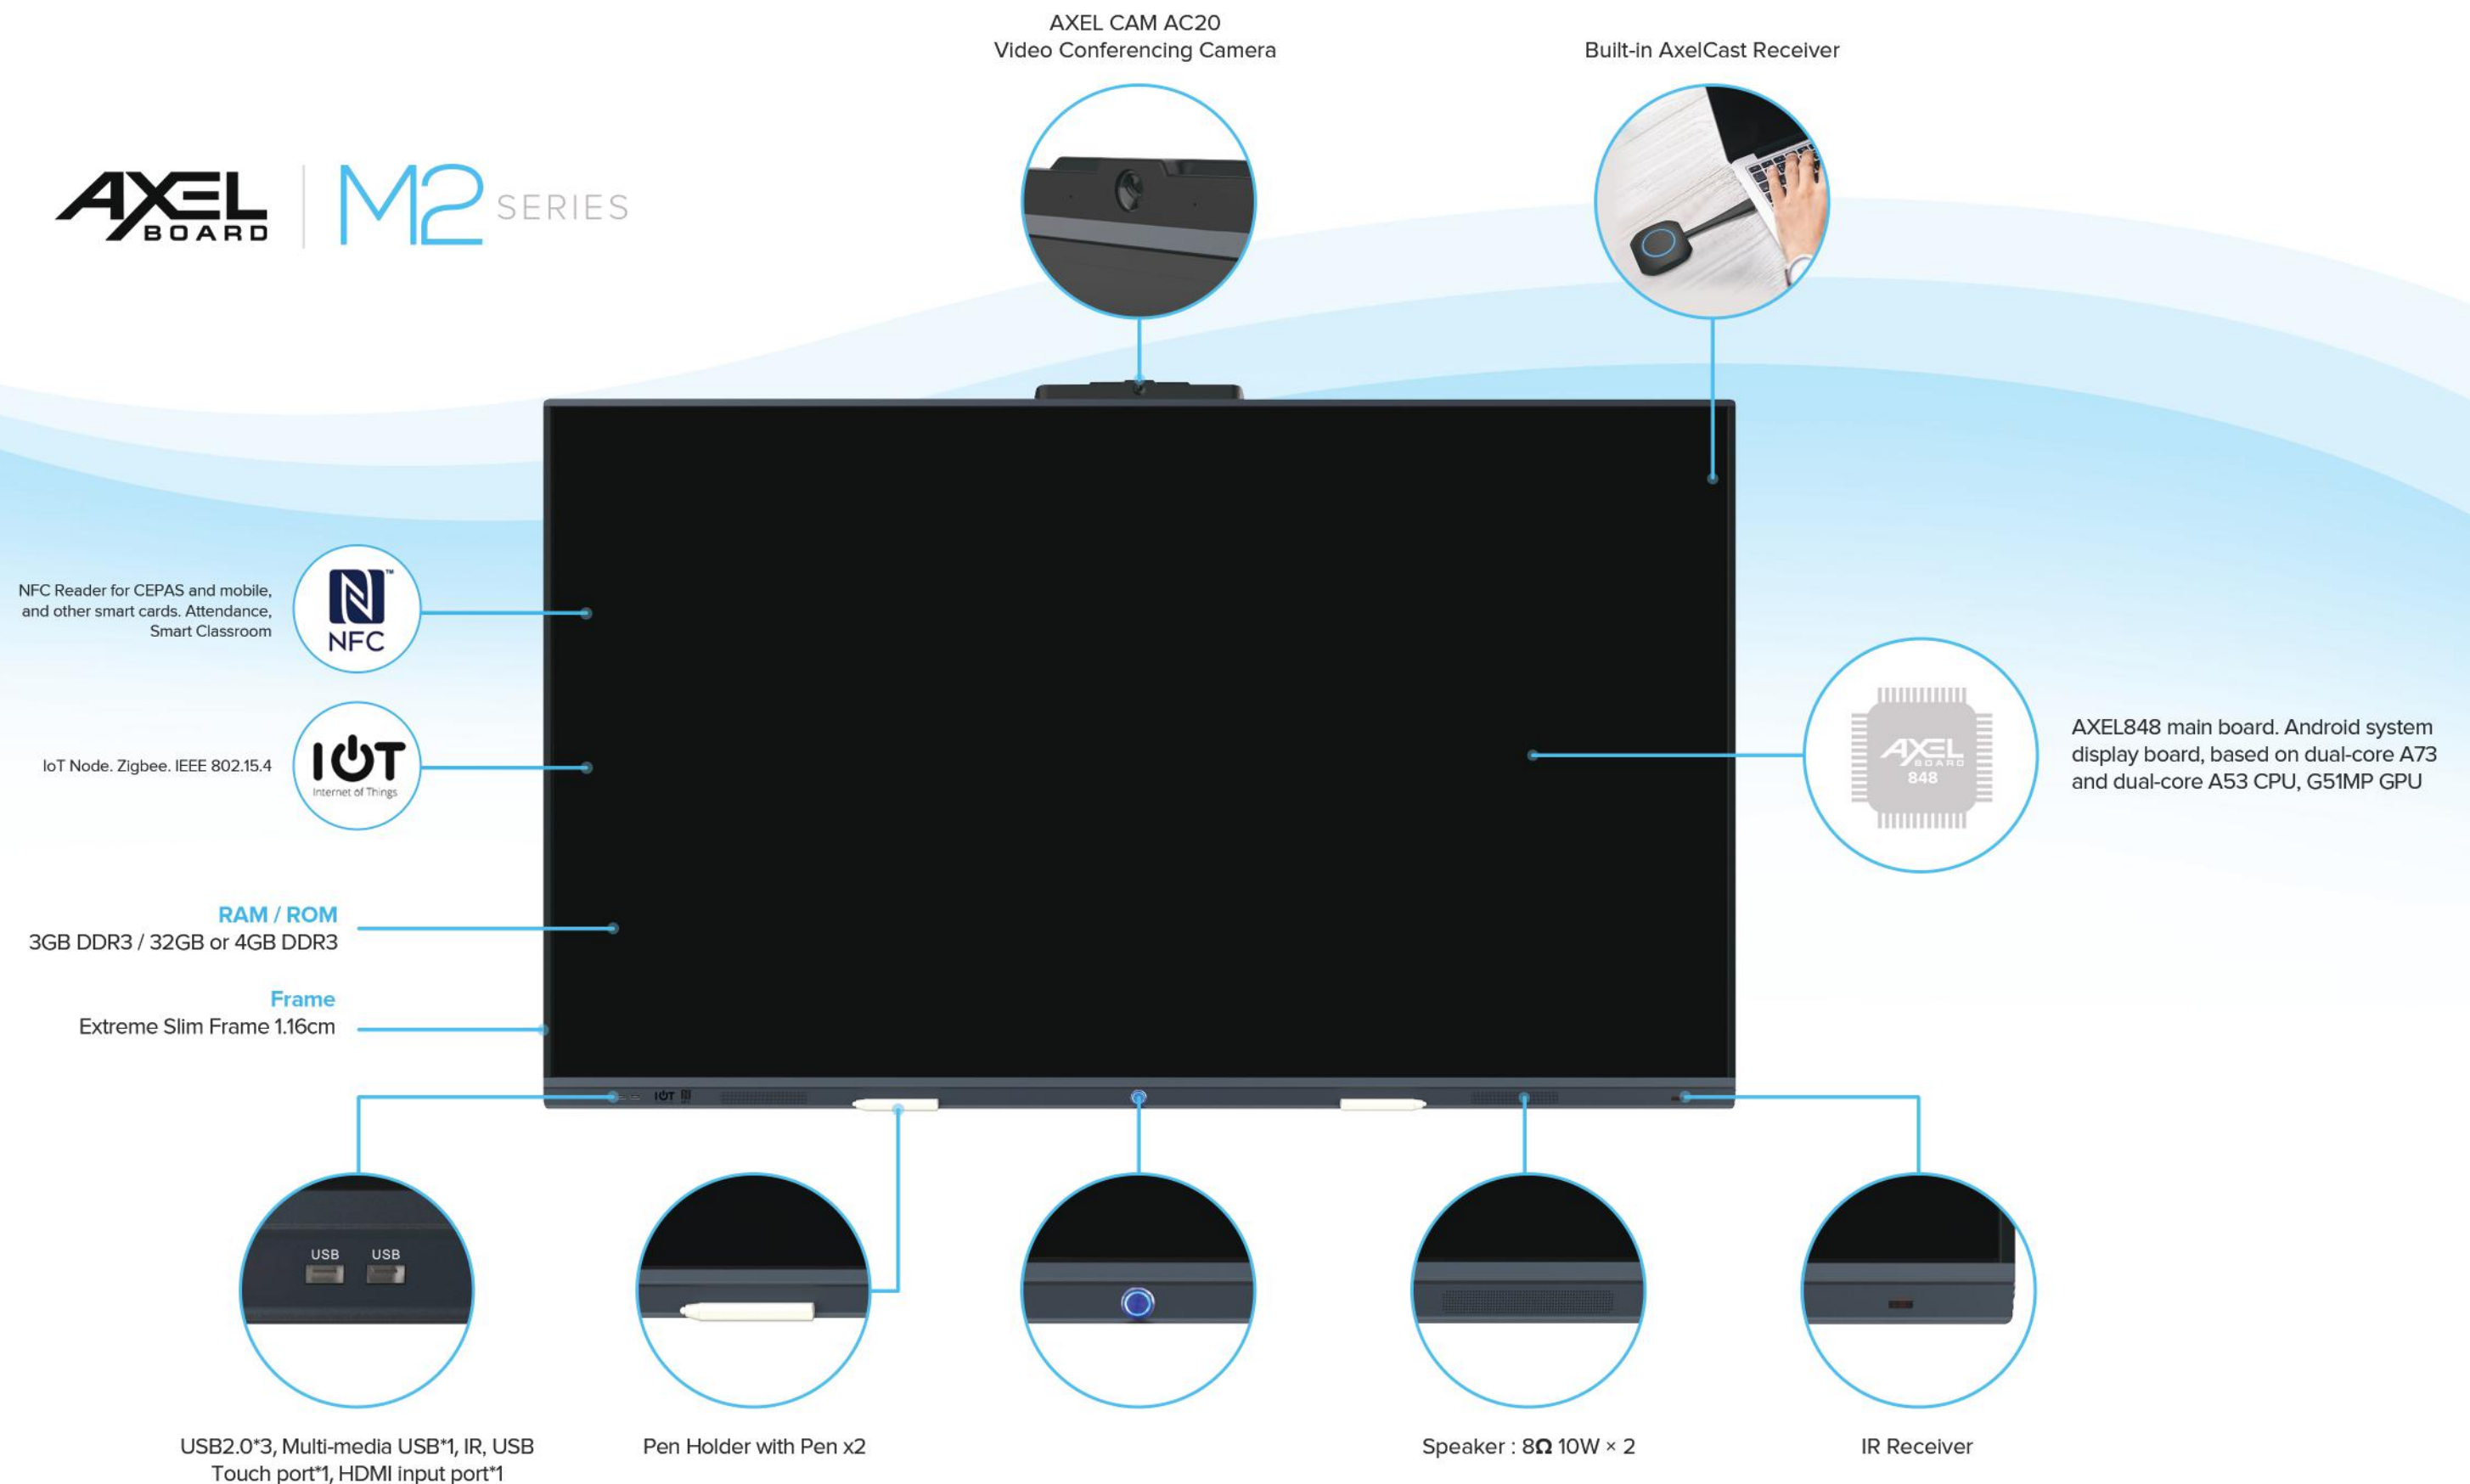 AXEL CAM AC20
Video Conferencing Camera
Built-in AxelCast Receiver
AXEL
BOARD
M2 SERIES
NFC Reader for CEPAS and mobile,
and other smart cards. Attendance,
Smart Classroom
N™
NFC
IoT Node. Zigbee. IEEE 802.15.4
IOT
Internet of Things
AXEL
BOARD
848
AXEL848 main board. Android system
display board, based on dual-core A73
and dual-core A53 CPU, G51MP GPU
RAM / ROM
3GB DDR3 / 32GB or 4GB DDR3
Frame
Extreme Slim Frame 1.16cm
IOT
USB USB
USB2.0*3, Multi-media USB*1, IR, USB
Touch port*1, HDMI input port*1
Pen Holder with Pen x2
Speaker : 8Ω 10W × 2
IR Receiver